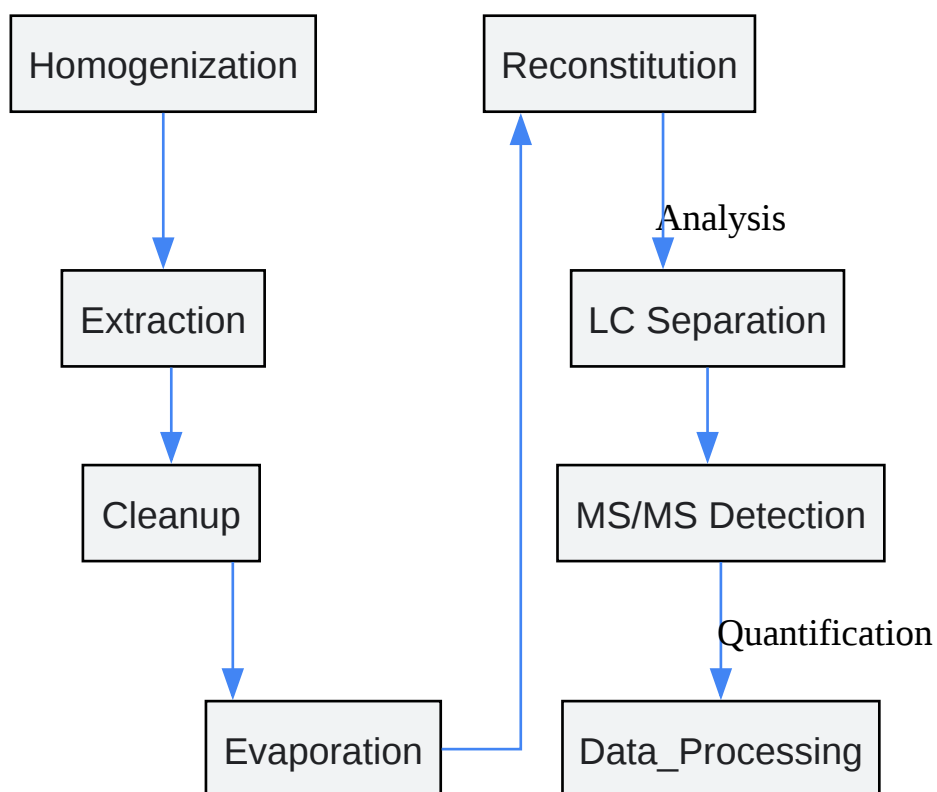 Homogenization
Extraction
Cleanup
Evaporation
Reconstitution
Analysis
LC Separation
MS/MS Detection
Quantification
Data_Processing